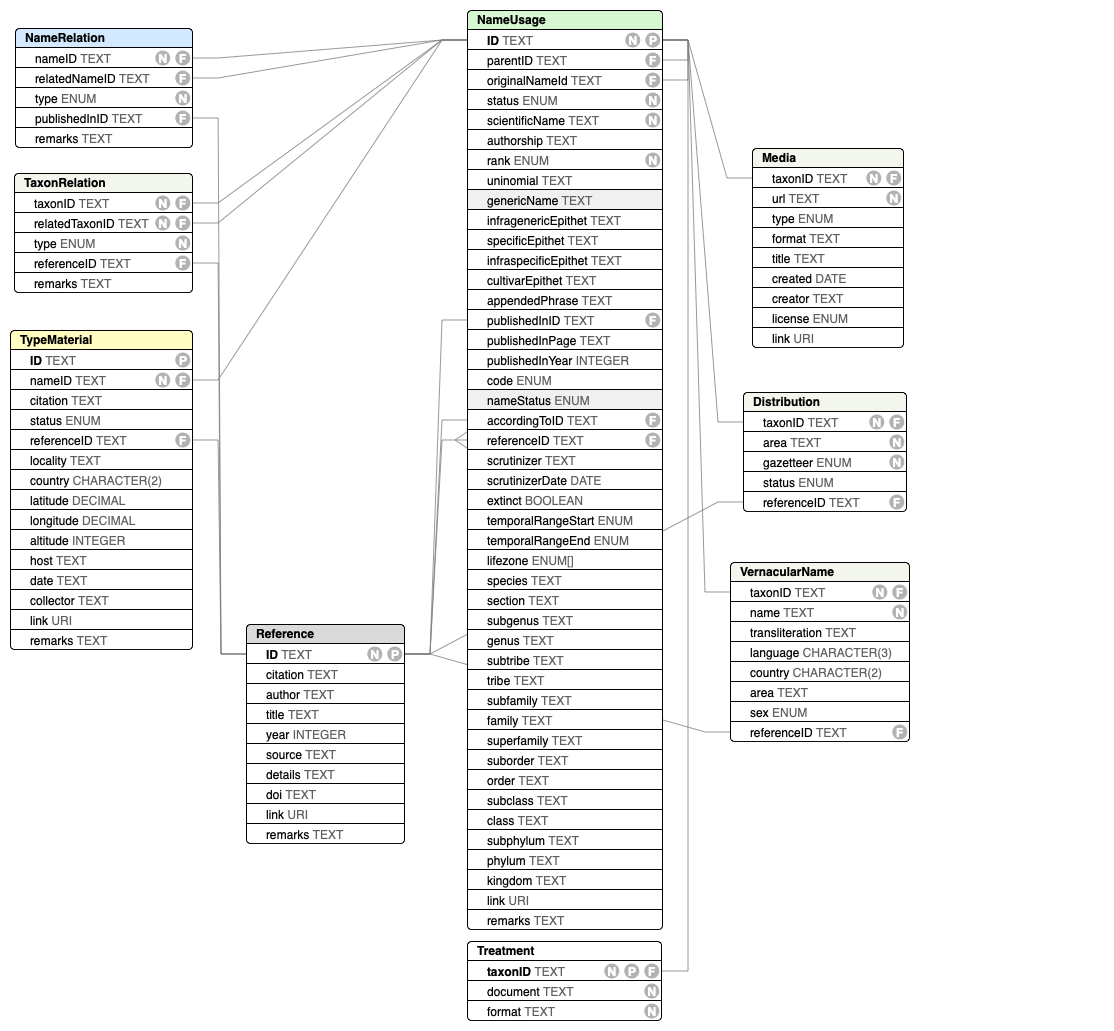 NameRelation
nameID TEXT N F
relatedNameID TEXT F
type ENUM N
publishedInID TEXT F
remarks TEXT
TaxonRelation
taxonID TEXT N F
relatedTaxonID TEXT N F
type ENUM N
referenceID TEXT F
remarks TEXT
TypeMaterial
ID TEXT P
nameID TEXT N F
citation TEXT
status ENUM
referenceID TEXT F
locality TEXT
country CHARACTER(2)
latitude DECIMAL
longitude DECIMAL
altitude INTEGER
host TEXT
date TEXT
collector TEXT
link URI
remarks TEXT
Reference
ID TEXT N P
citation TEXT
author TEXT
title TEXT
year INTEGER
source TEXT
details TEXT
doi TEXT
link URI
remarks TEXT
NameUsage
ID TEXT N P
parentID TEXT F
originalNameId TEXT F
status ENUM N
scientificName TEXT N
authorship TEXT
rank ENUM N
uninomial TEXT
genericName TEXT
infragenericEpithet TEXT
specificEpithet TEXT
infraspecificEpithet TEXT
cultivarEpithet TEXT
appendedPhrase TEXT
publishedInID TEXT F
publishedInPage TEXT
publishedInYear INTEGER
code ENUM
nameStatus ENUM
accordingToID TEXT F
referenceID TEXT F
scrutinizer TEXT
scrutinizerDate DATE
extinct BOOLEAN
temporalRangeStart ENUM
temporalRangeEnd ENUM
lifezone ENUM[]
species TEXT
section TEXT
subgenus TEXT
genus TEXT
subtribe TEXT
tribe TEXT
subfamily TEXT
family TEXT
superfamily TEXT
suborder TEXT
order TEXT
subclass TEXT
class TEXT
subphylum TEXT
phylum TEXT
kingdom TEXT
link URI
remarks TEXT
Treatment
taxonID TEXT N P F
document TEXT N
format TEXT N
Media
taxonID TEXT N F
url TEXT N
type ENUM
format TEXT
title TEXT
created DATE
creator TEXT
license ENUM
link URI
Distribution
taxonID TEXT N F
area TEXT N
gazetteer ENUM N
status ENUM
referenceID TEXT F
VernacularName
taxonID TEXT N F
name TEXT N
transliteration TEXT
language CHARACTER(3)
country CHARACTER(2)
area TEXT
sex ENUM
referenceID TEXT F